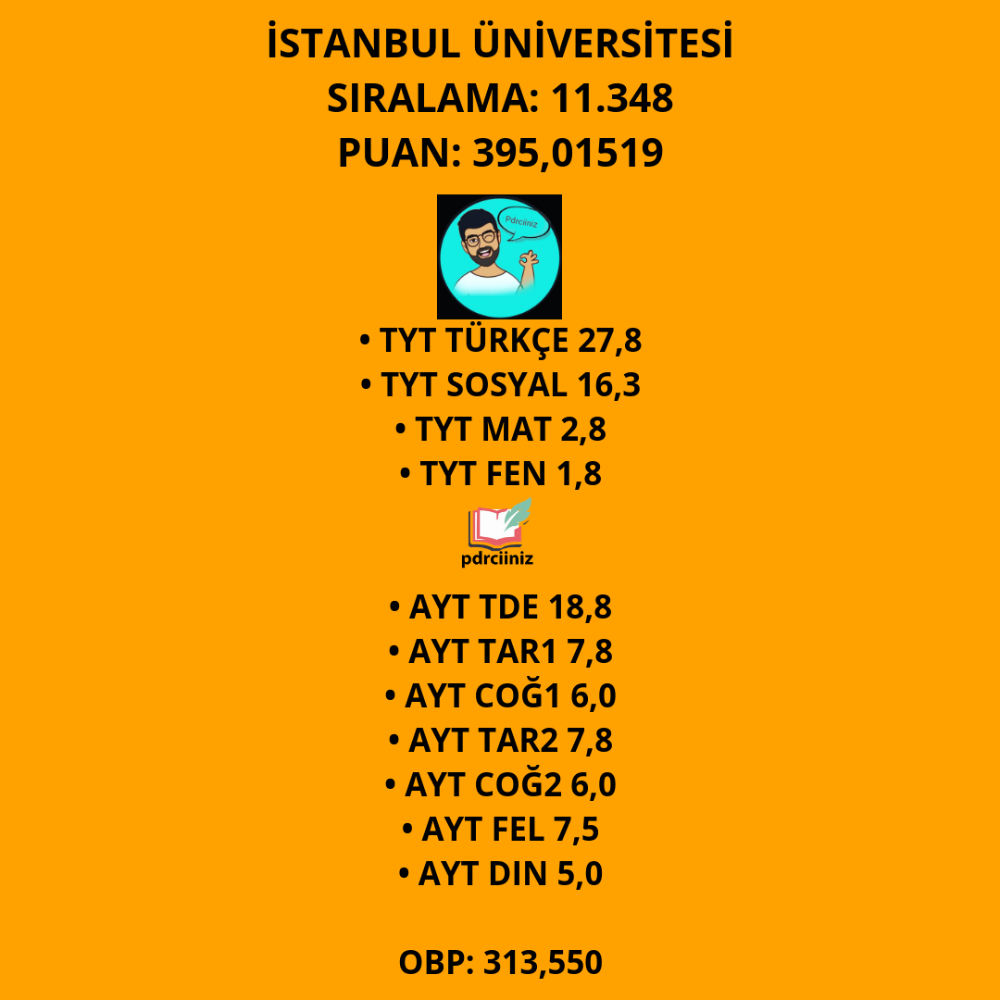 İSTANBUL ÜNİVERSİTESİ
SIRALAMA: 11.348
PUAN: 395,01519
Pdrciiniz
• TYT TÜRKÇE 27,8
• TYT SOSYAL 16,3
• TYT MAT 2,8
• TYT FEN 1,8
pdrciiniz
• AYT TDE 18,8
• AYT TAR1 7,8
• AYT COĞ1 6,0
• AYT TAR2 7,8
• AYT COĞ2 6,0
• AYT FEL 7,5
• AYT DIN 5,0
OBP: 313,550